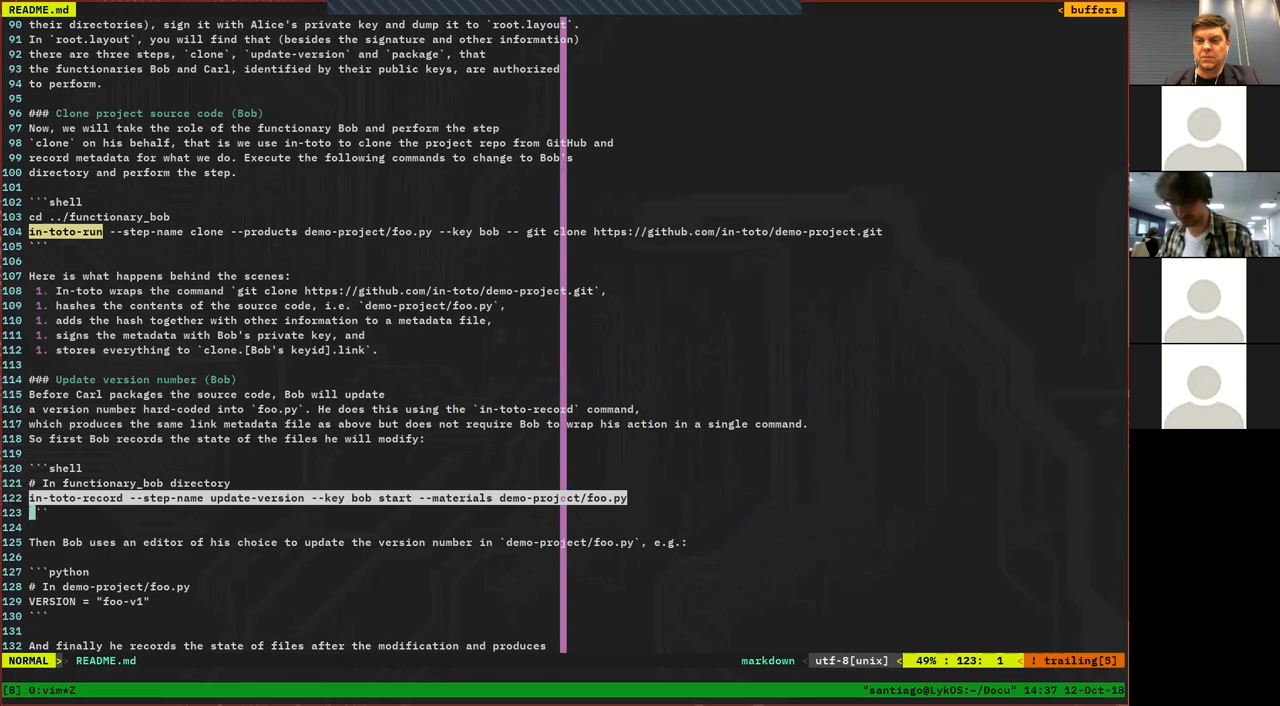 README.md
< buffers
90 their directories), sign it with Alice's private key and dump it to `root.layout`.
91 In `root.layout`, you will find that (besides the signature and other information)
92 there are three steps, `clone`, `update-version` and `package`, that
93 the functionaries Bob and Carl, identified by their public keys, are authorized
94 to perform.
95
96 ### Clone project source code (Bob)
97 Now, we will take the role of the functionary Bob and perform the step
98 `clone` on his behalf, that is we use in-toto to clone the project repo from GitHub and
99 record metadata for what we do. Execute the following commands to change to Bob's
100 directory and perform the step.
101
102 ```shell
103 cd ../functionary_bob
104 in-toto-run --step-name clone --products demo-project/foo.py --key bob -- git clone https://github.com/in-toto/demo-project.git
105 ```
106
107 Here is what happens behind the scenes:
108 1. In-toto wraps the command `git clone https://github.com/in-toto/demo-project.git`,
109 1. hashes the contents of the source code, i.e. `demo-project/foo.py`,
110 1. adds the hash together with other information to a metadata file,
111 1. signs the metadata with Bob's private key, and
112 1. stores everything to `clone.[Bob's keyid].link`.
113
114 ### Update version number (Bob)
115 Before Carl packages the source code, Bob will update
116 a version number hard-coded into `foo.py`. He does this using the `in-toto-record` command,
117 which produces the same link metadata file as above but does not require Bob to wrap his action in a single command.
118 So first Bob records the state of the files he will modify:
119
120 ```shell
121 # In functionary_bob directory
122 in-toto-record --step-name update-version --key bob start --materials demo-project/foo.py
123 ```
124
125 Then Bob uses an editor of his choice to update the version number in `demo-project/foo.py`, e.g.:
126
127 ```python
128 # In demo-project/foo.py
129 VERSION = "foo-v1"
130 ```
131
132 And finally he records the state of files after the modification and produces
NORMAL > README.md markdown < utf-8[unix] < 49% : 123: 1 < ! trailing[5]
[8] 0:vim*Z "santiago@LykOS:~/Docu" 14:37 12-Oct-18